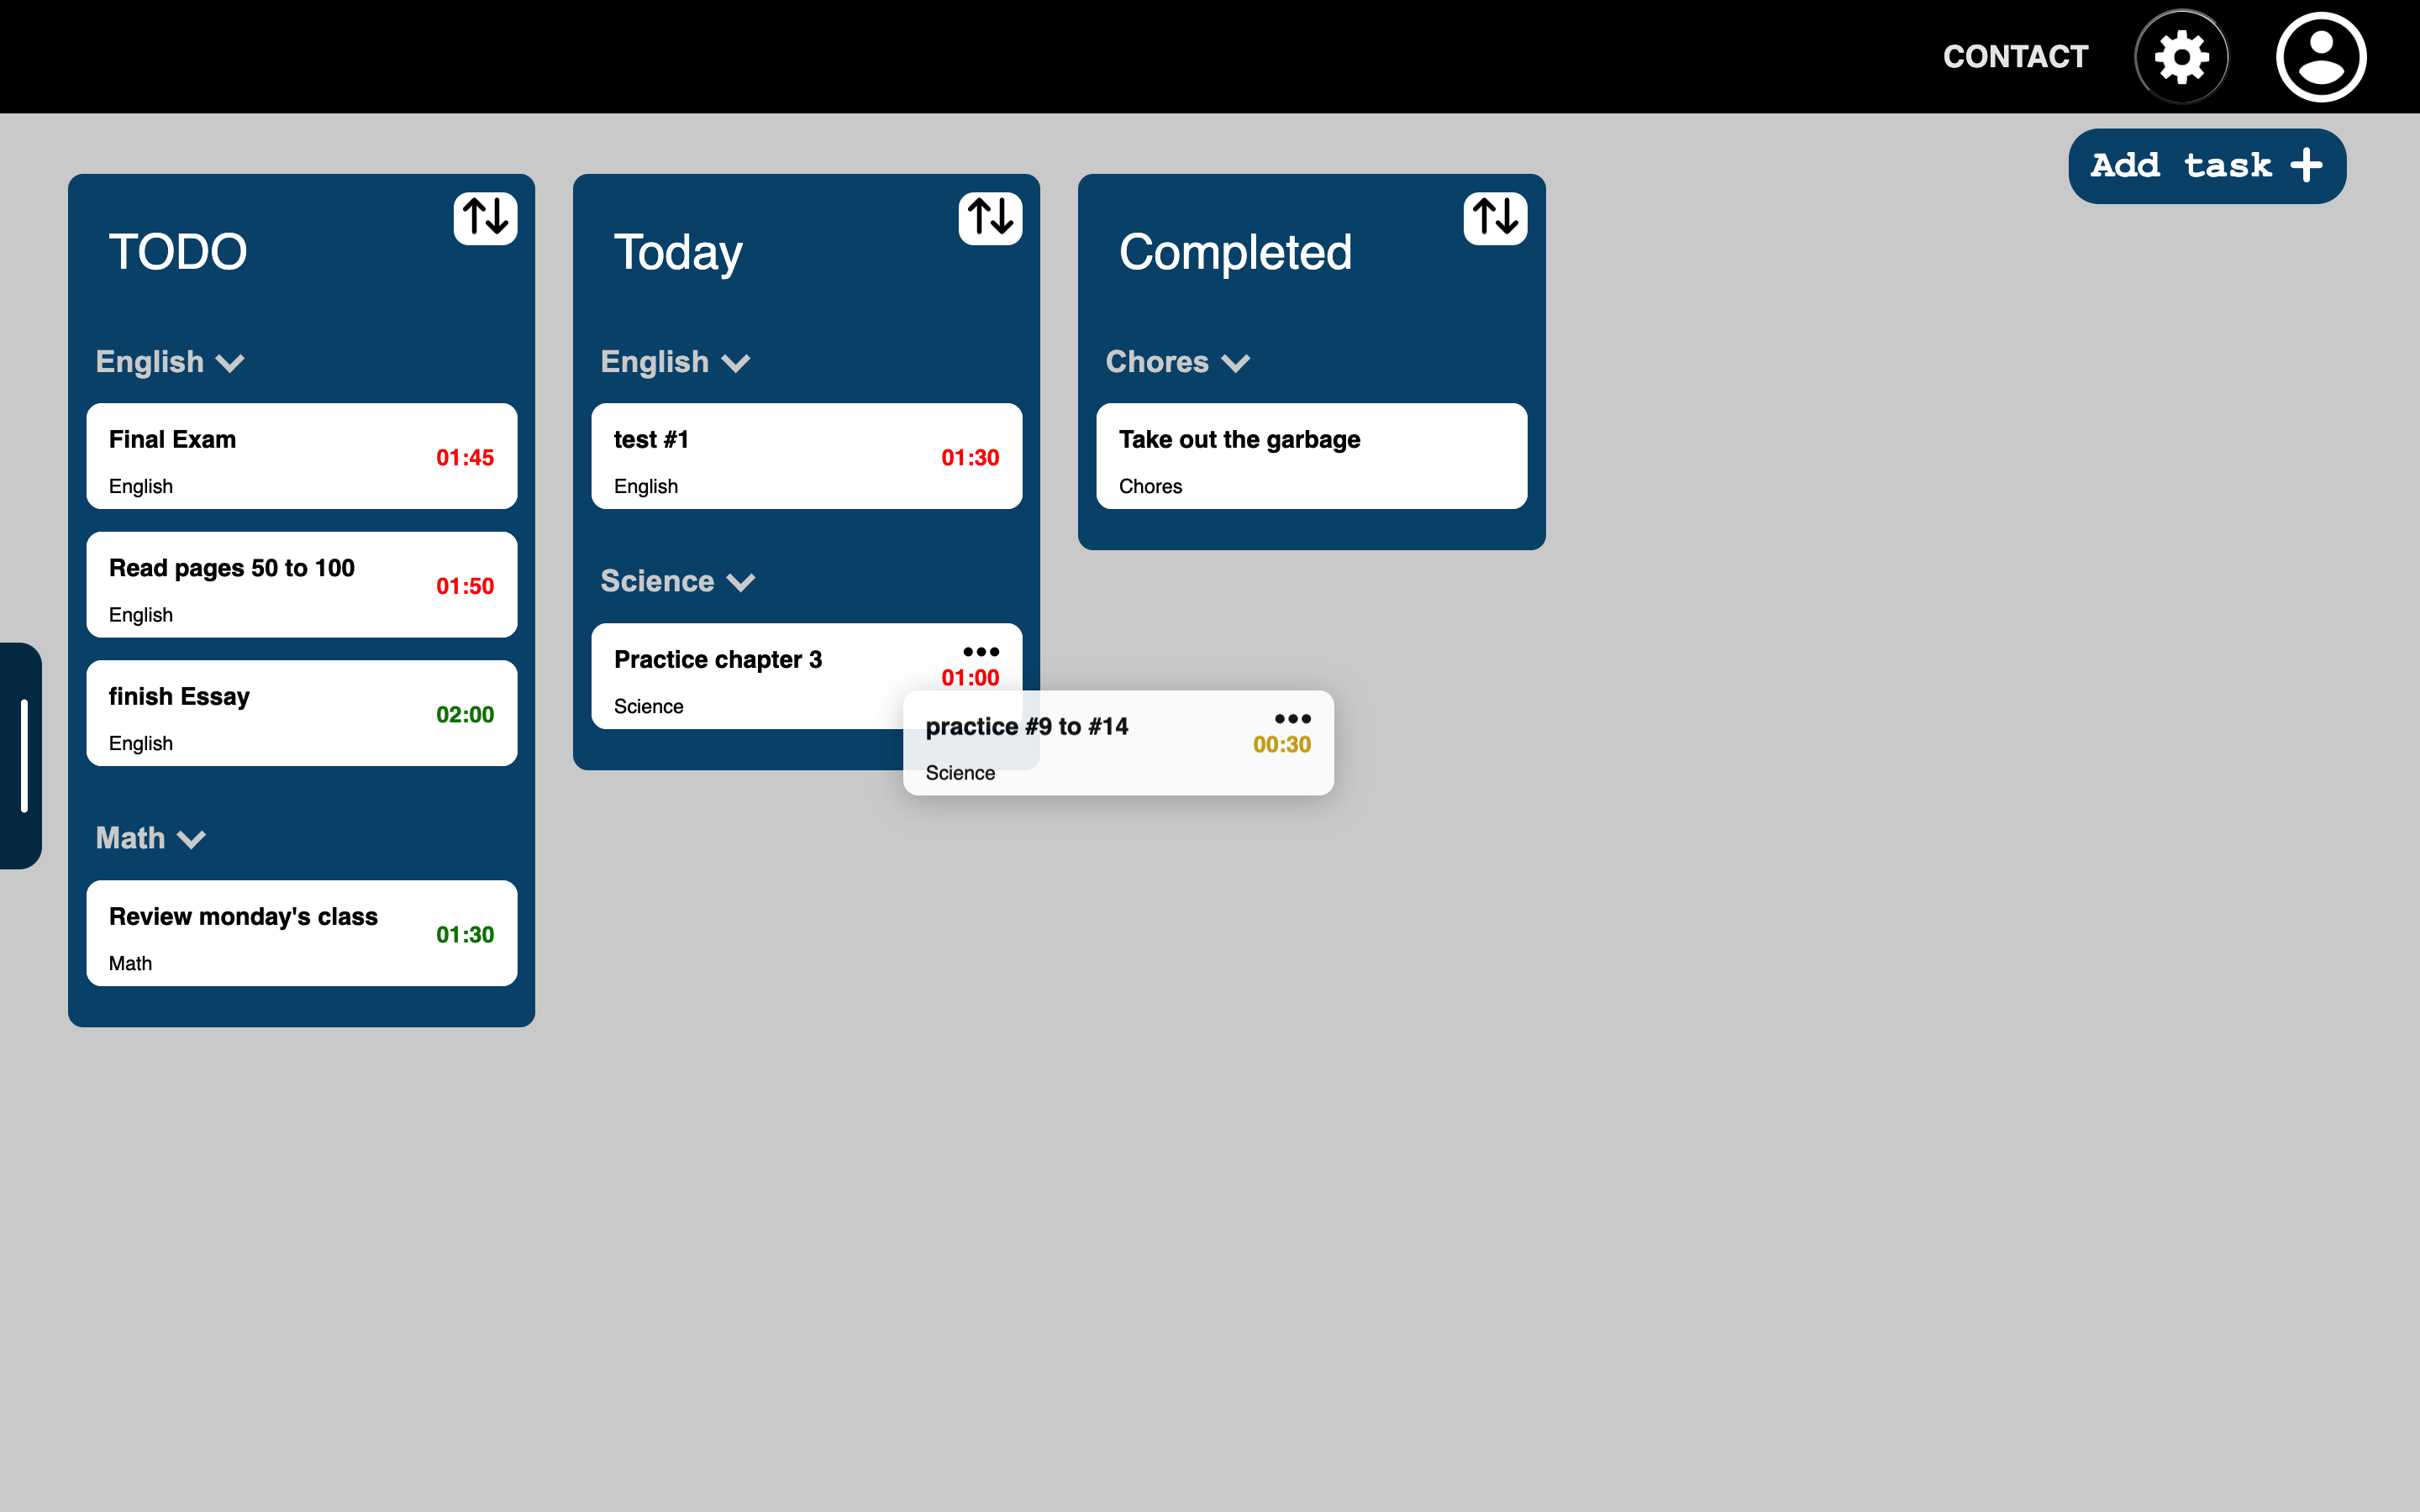 CONTACT
Add task +
TODO
English
Final Exam
01:45
English
Read pages 50 to 100
01:50
English
finish Essay
02:00
English
Math
Review monday's class
01:30
Math
Today
English
test #1
01:30
English
Science
Practice chapter 3
01:00
Science
practice #9 to #14
00:30
Science
Completed
Chores
Take out the garbage
Chores